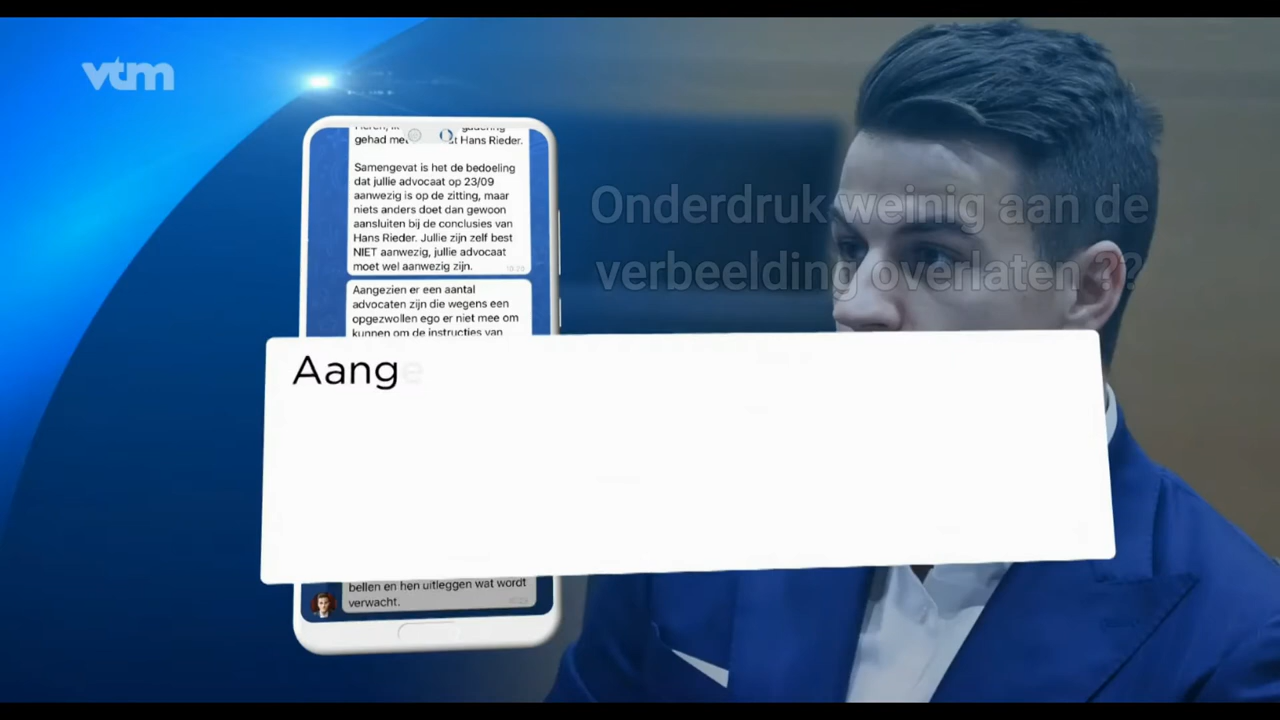 vtm
gehad me
Hans Rieder.
Samengevat is het de bedoeling
dat jullie advocaat op 23/09
aanwezig is op de zitting, maar
niets anders doet dan gewoon
aansluiten bij de conclusies van
Hans Rieder. Jullie zijn zelf best
NIET aanwezig, jullie advocaat
moet wel aanwezig zijn.
Aangezien er een aantal
advocaten zijn die wegens een
opgezwollen ego er niet mee om
kunnen om de instructies van
Onderdruk weinig aan de
verbeelding overlaten ??
Aange
bellen en hen uitleggen wat wordt
verwacht.